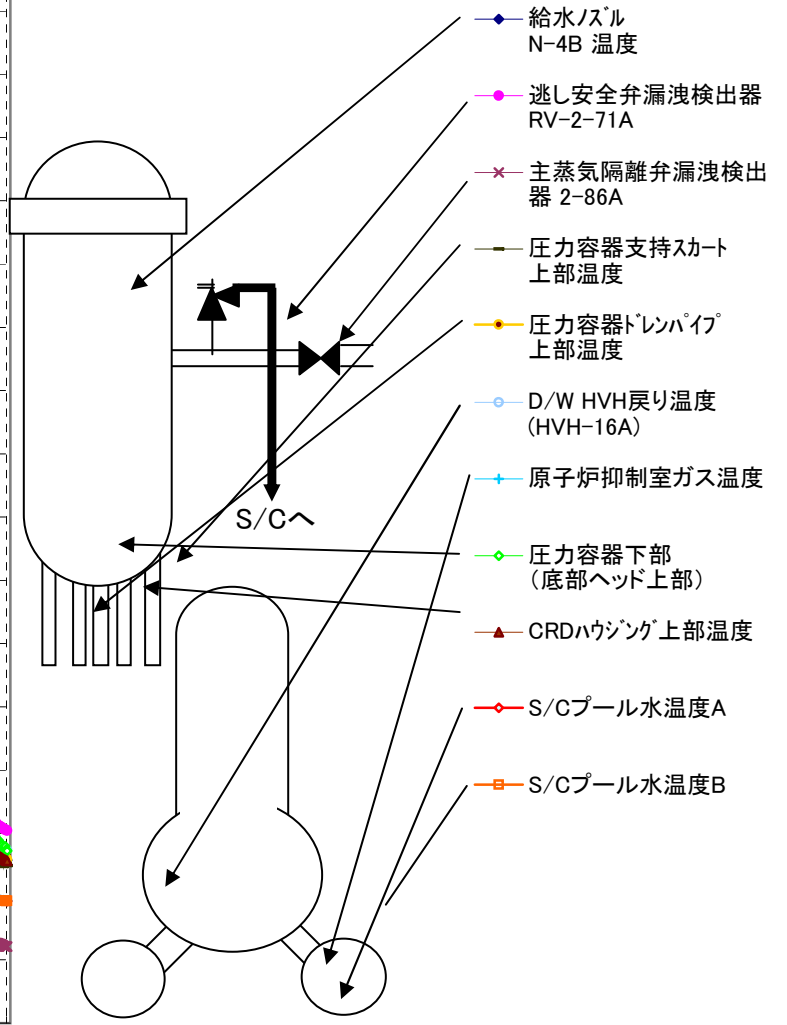 給水ﾉｽﾞﾙ
N-4B 温度
逃し安全弁漏洩検出器
RV-2-71A
主蒸気隔離弁漏洩検出
器 2-86A
圧力容器支持ｽｶｰﾄ
上部温度
圧力容器ﾄﾞﾚﾝﾊﾟｲﾌﾟ
上部温度
D/W HVH戻り温度
(HVH-16A)
原子炉抑制室ガス温度
S/Cへ
圧力容器下部
（底部ヘッド上部）
CRDﾊｳｼﾞﾝｸﾞ上部温度
S/Cプール水温度A
S/Cプール水温度B